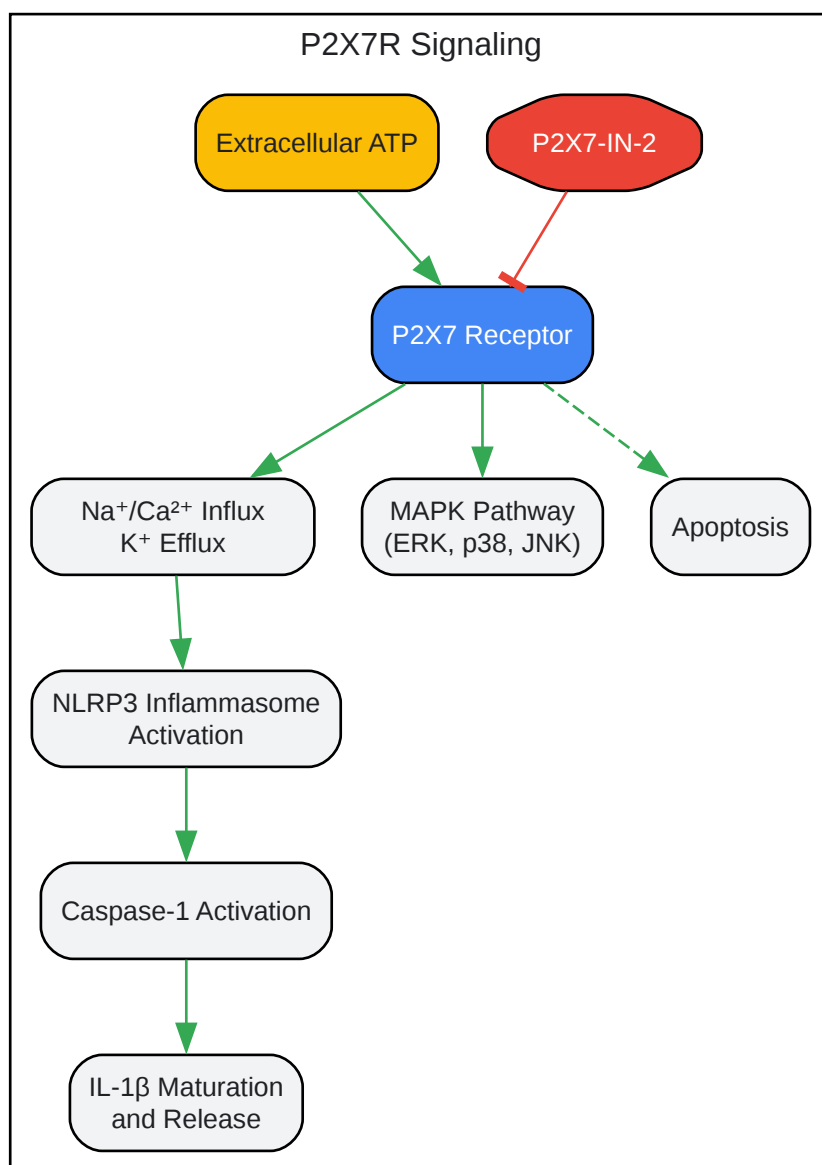 P2X7R Signaling
Extracellular ATP
P2X7-IN-2
P2X7 Receptor
Na⁺/Ca²⁺ Influx
K⁺ Efflux
MAPK Pathway
(ERK, p38, JNK)
Apoptosis
NLRP3 Inflammasome
Activation
Caspase-1 Activation
IL-1β Maturation
and Release